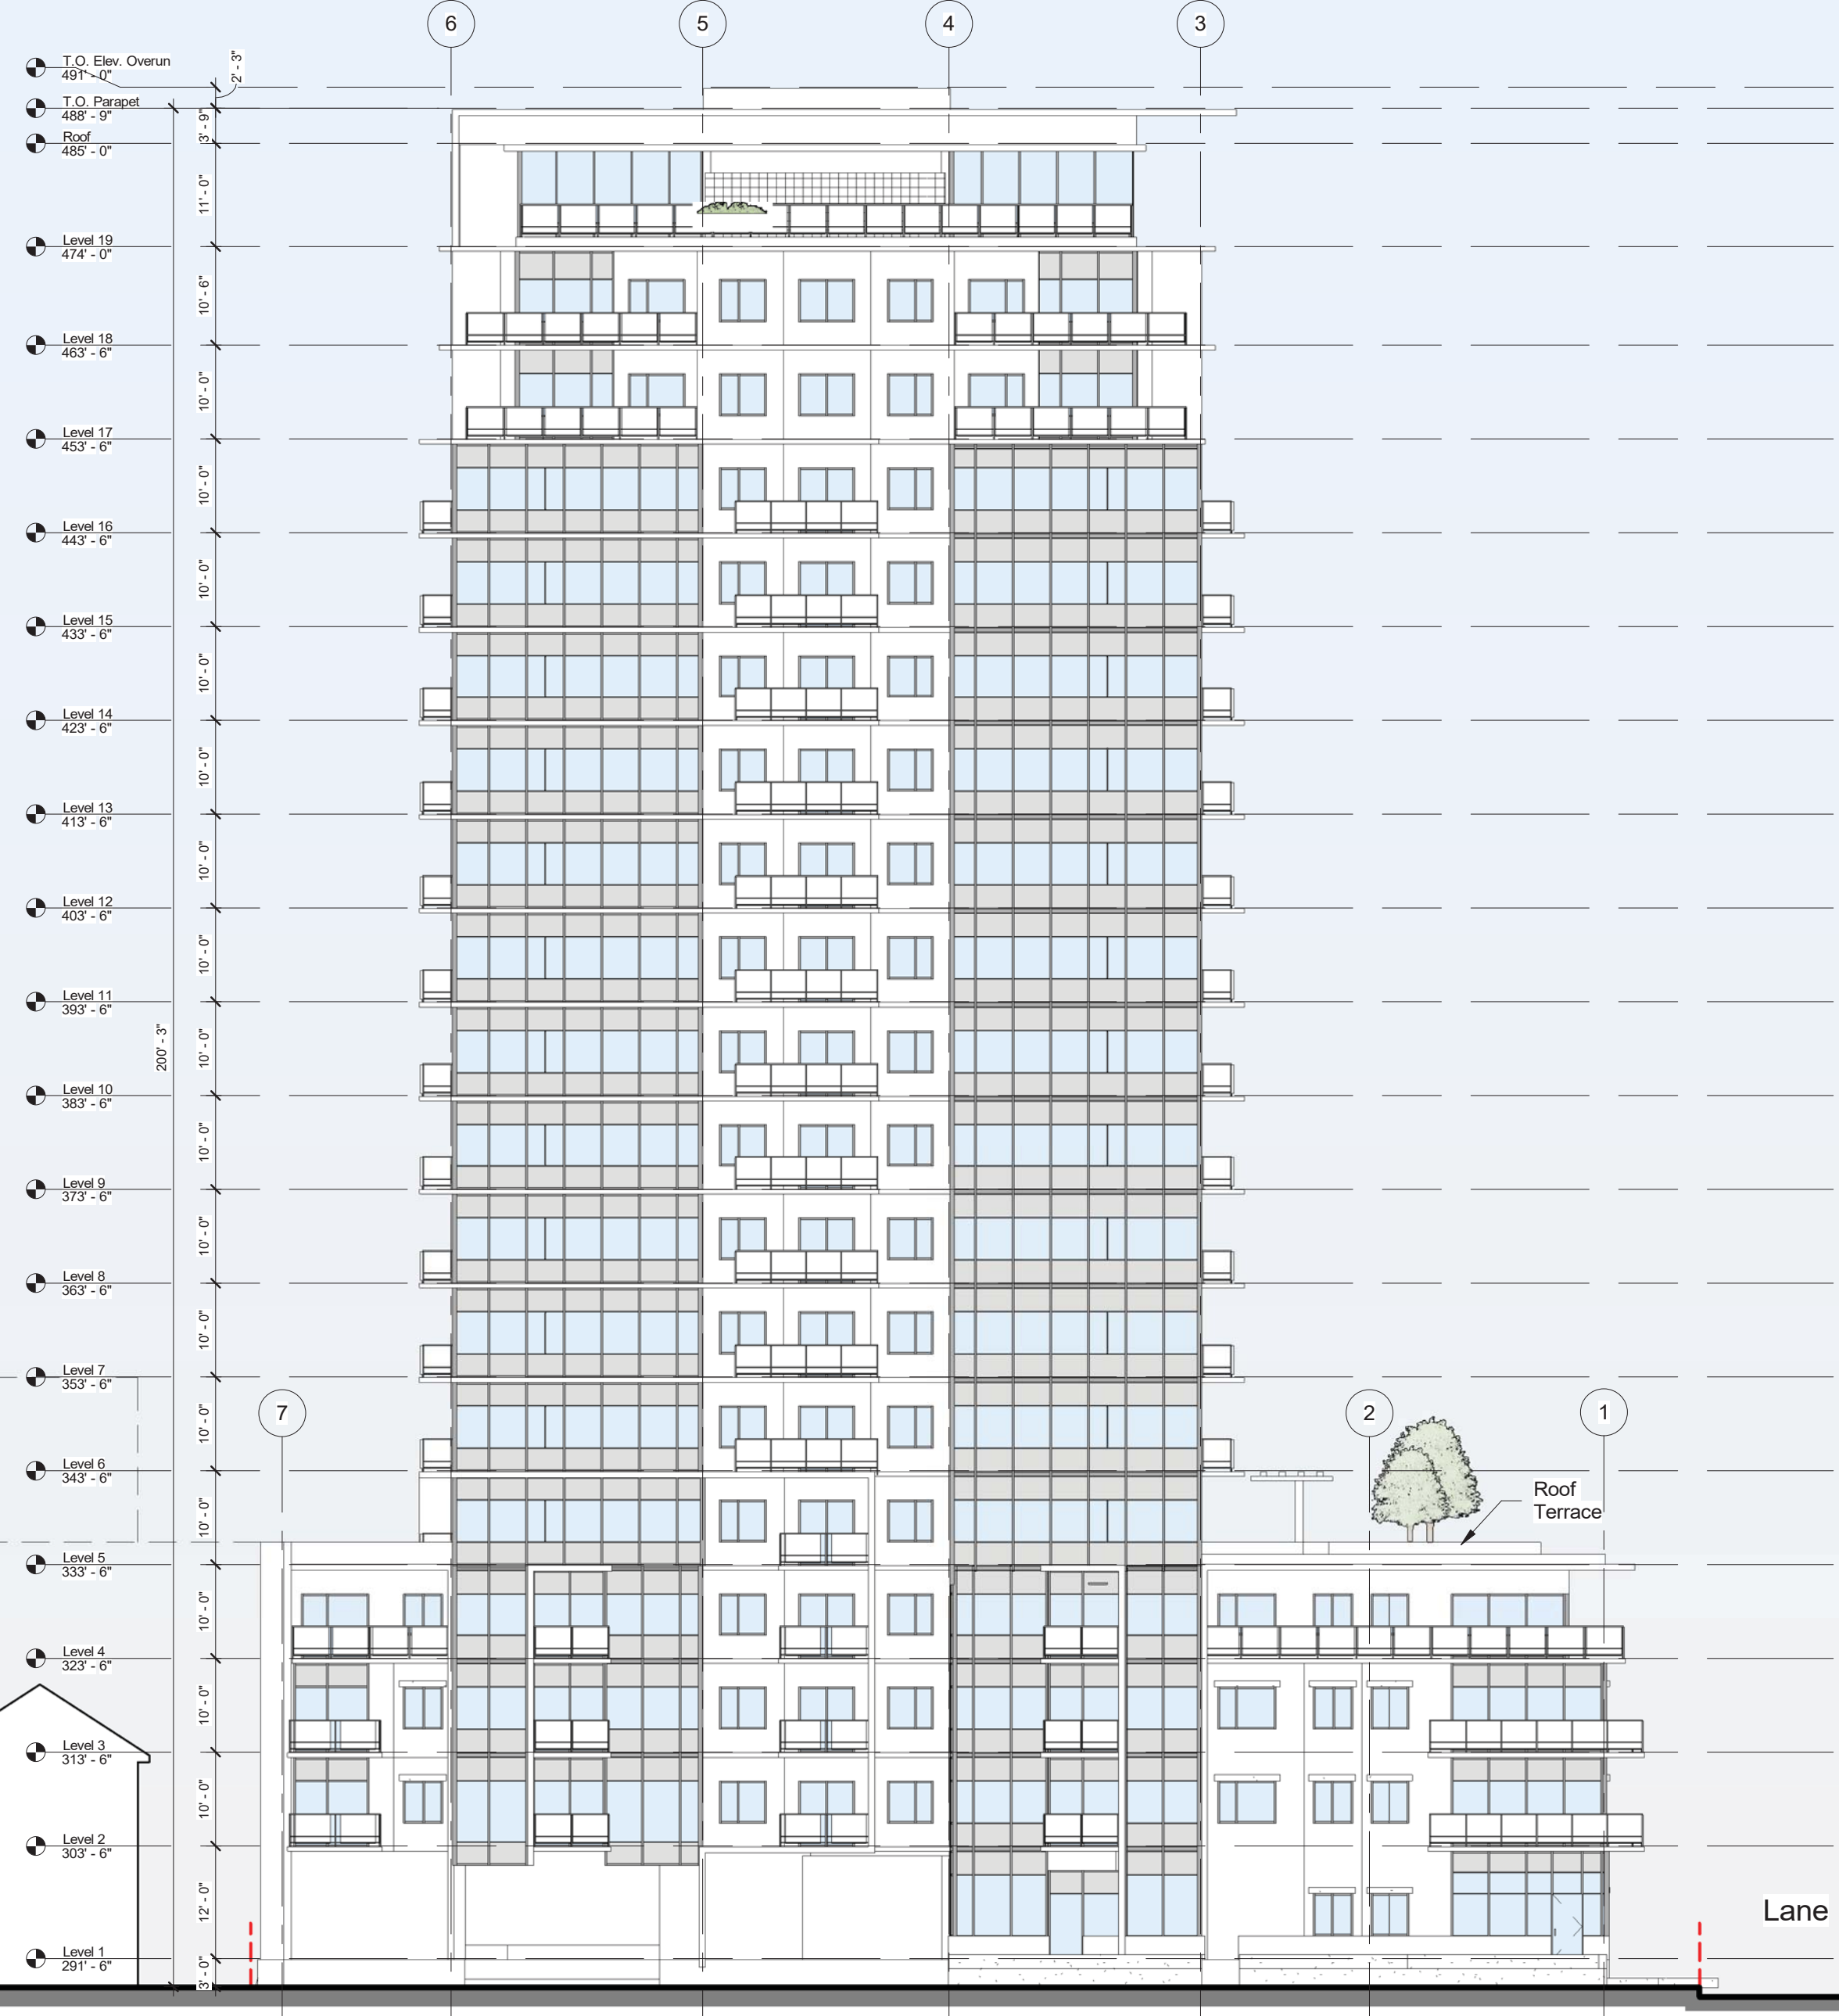 6
5
4
3
T.O. Elev. Overun
491' - 0"
2' - 3"
T.O. Parapet
488' - 9"
3' - 9"
Roof
485' - 0"
11' - 0"
Level 19
474' - 0"
10' - 6"
Level 18
463' - 6"
10' - 0"
Level 17
453' - 6"
10' - 0"
Level 16
443' - 6"
10' - 0"
Level 15
433' - 6"
10' - 0"
Level 14
423' - 6"
10' - 0"
Level 13
413' - 6"
10' - 0"
Level 12
403' - 6"
10' - 0"
Level 11
393' - 6"
200' - 3"
10' - 0"
Level 10
383' - 6"
10' - 0"
Level 9
373' - 6"
10' - 0"
Level 8
363' - 6"
10' - 0"
Level 7
353' - 6"
7
2
1
10' - 0"
Level 6
343' - 6"
Roof
Terrace
10' - 0"
Level 5
333' - 6"
10' - 0"
Level 4
323' - 6"
10' - 0"
Level 3
313' - 6"
10' - 0"
Level 2
303' - 6"
12' - 0"
Lane
Level 1
291' - 6"
3' - 0"